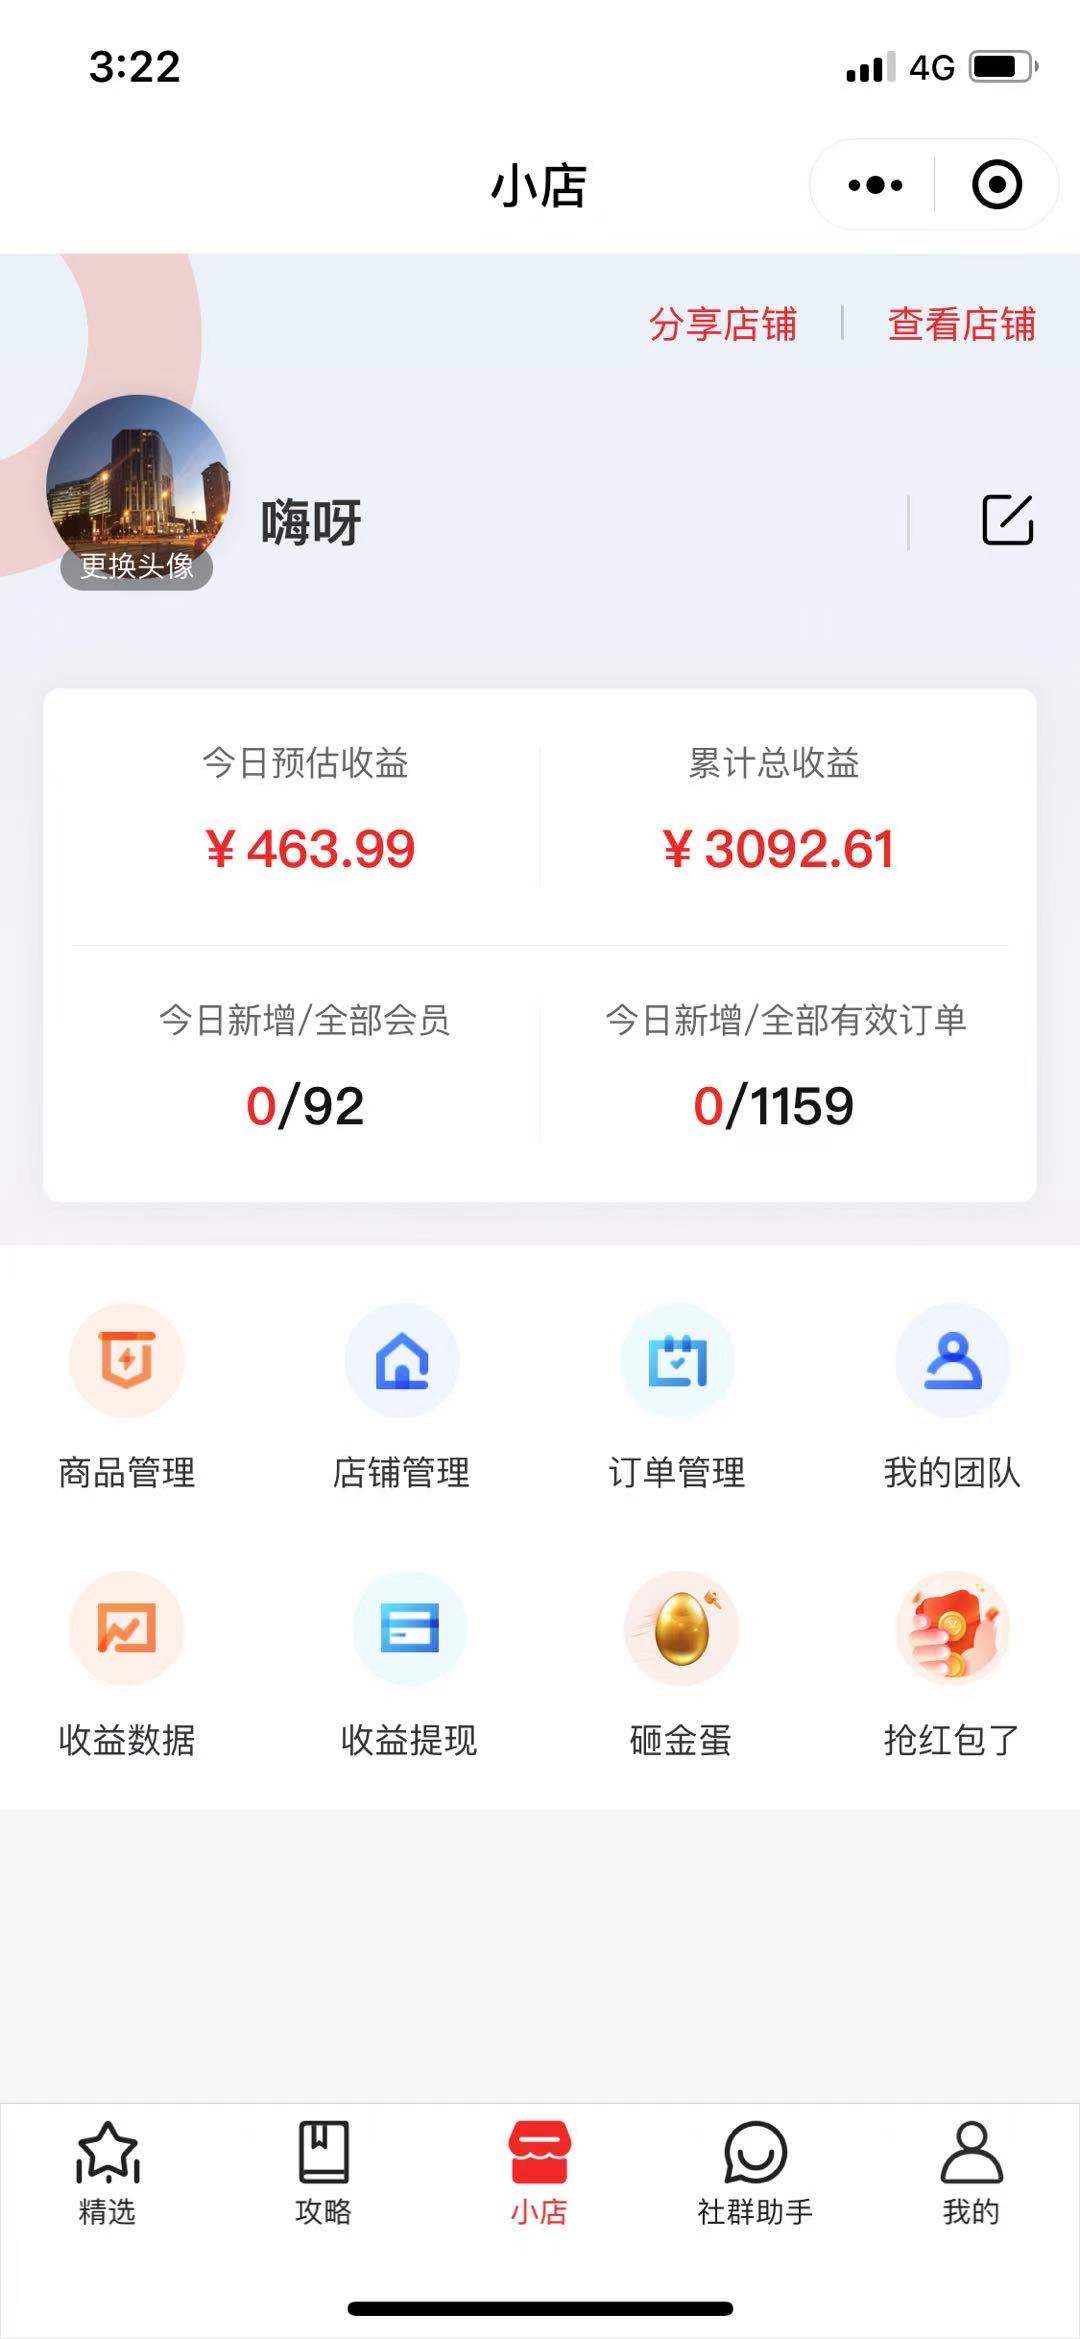 3:22
4G
小店
分享店铺
查看店铺
更换头像
嗨呀
今日预估收益
累计总收益
¥ 463.99
¥ 3092.61
今日新增/全部会员
今日新增/全部有效订单
0/92
0/1159
商品管理
店铺管理
订单管理
我的团队
收益数据
收益提现
砸金蛋
抢红包了
精选
攻略
小店
社群助手
我的